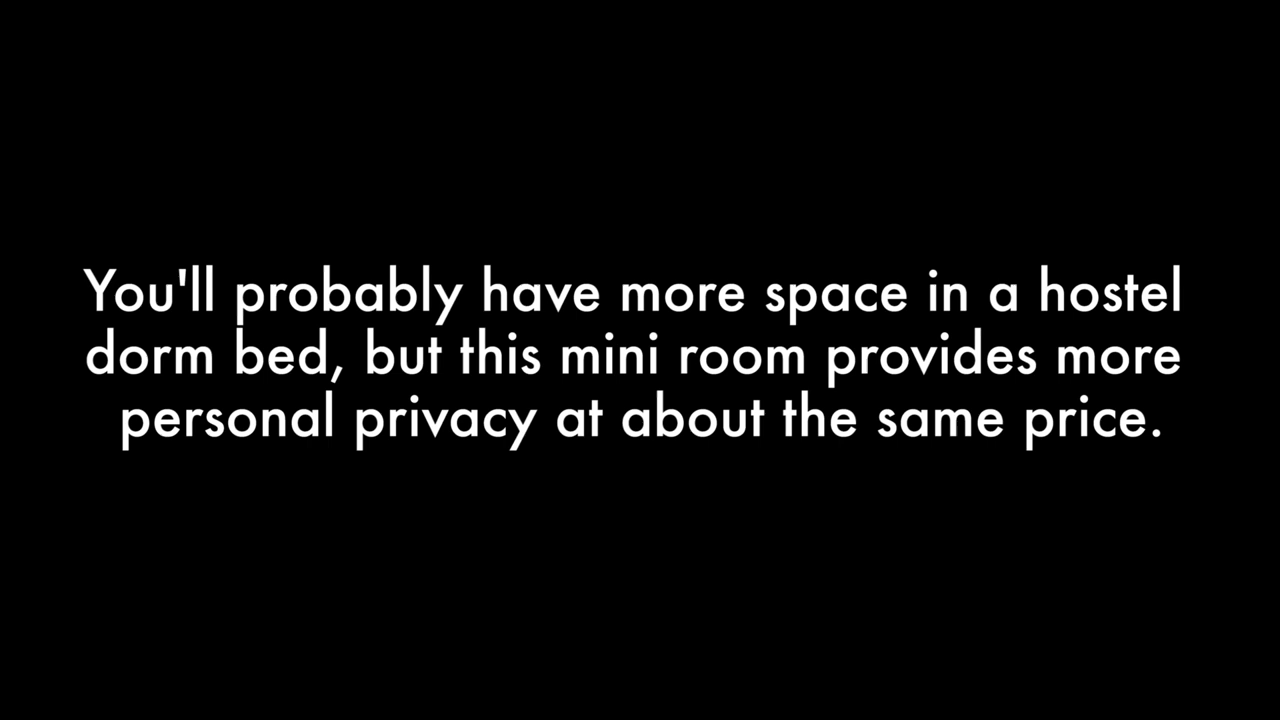 You'll probably have more space in a hostel
dorm bed, but this mini room provides more
personal privacy at about the same price.